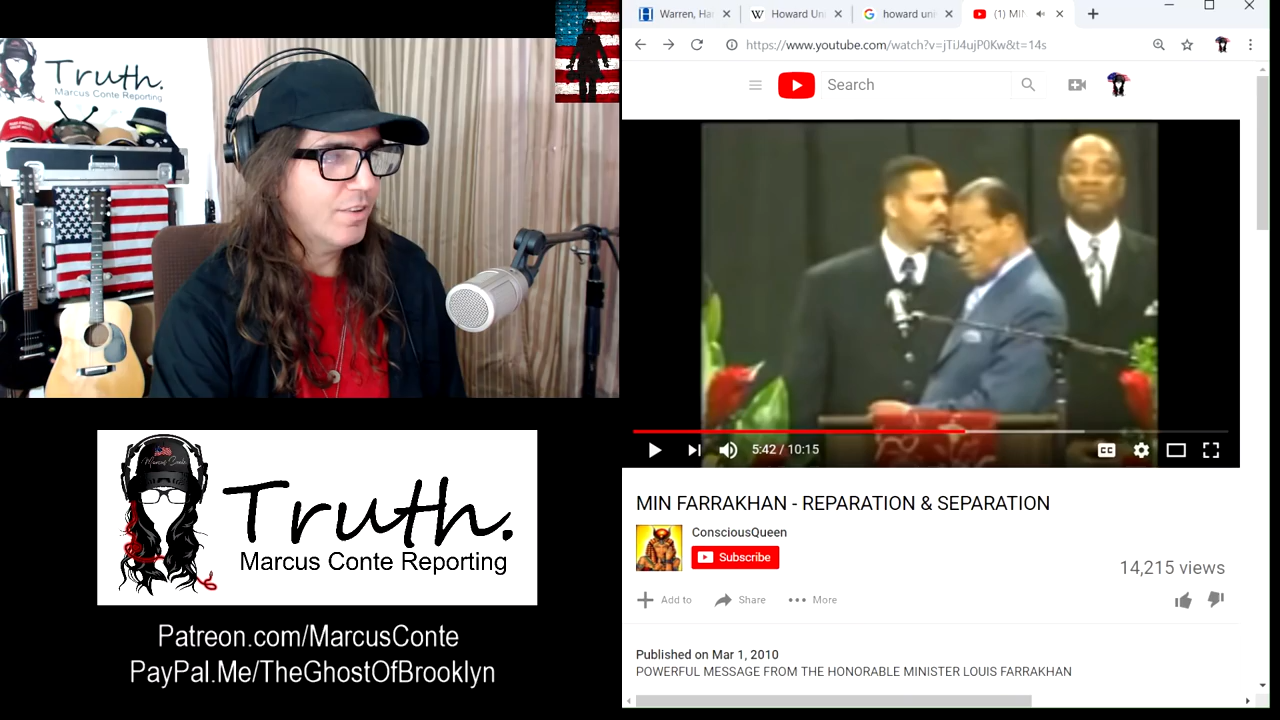 Truth.
Marcus Conte Reporting
Warren, Ha
Howard Uni
howard uni
https://www.youtube.com/watch?v=jTiJ4ujP0Kw&t=14s
Search
5:42 / 10:15
CC
MIN FARRAKHAN - REPARATION & SEPARATION
ConsciousQueen
Subscribe
14,215 views
Add to
Share
More
Published on Mar 1, 2010
POWERFUL MESSAGE FROM THE HONORABLE MINISTER LOUIS FARRAKHAN
Marcus Conte
Truth.
Marcus Conte Reporting
Patreon.com/MarcusConte
PayPal.Me/TheGhostOfBrooklyn